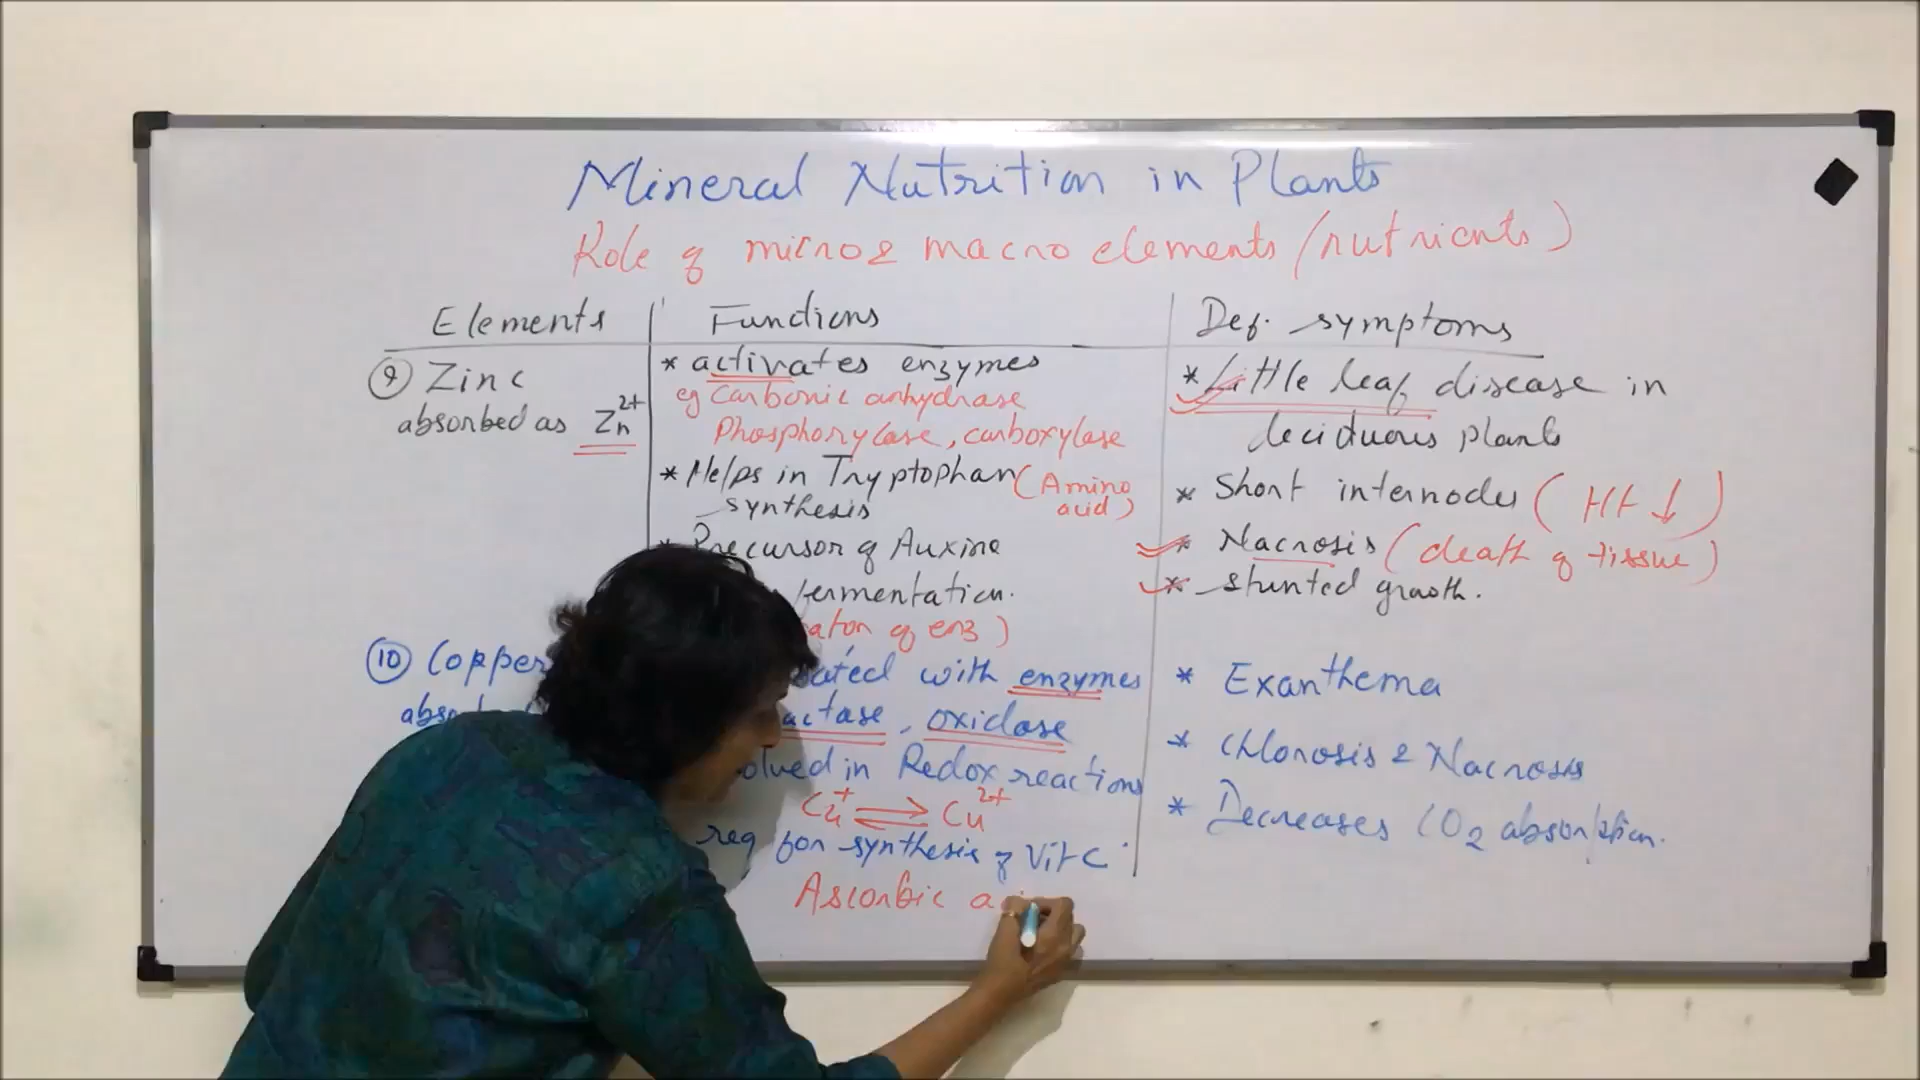 Mineral Nutrition in Plants
Role of micro & macro elements (nutrients)
Elements
Functions
Def. symptoms
⑨ Zinc
absorbed as Zn²⁺
* activates enzymes
eg Carbonic anhydrase
Phosphorylase, carboxylase
* Helps in Tryptophan (Amino acid)
synthesis
* Precursor of Auxine
fermentation.
of enz)
* Little leaf disease in
deciduous plants
* Short internodes (Ht ↓)
* Nacrosis (death of tissue)
* stunted growth.
⑩ Copper
with enzymes
, oxidase
in Redox reactions
Cu⁺ ⇌ Cu²⁺
req for synthesis of Vit C
Ascorbic
* Exanthema
* Chlorosis & Nacrosis
* Decreases CO₂ absorption.